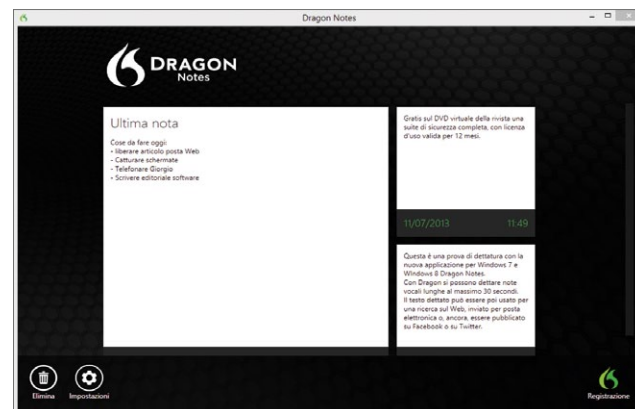 Dragon Notes
DRAGON
Notes
Ultima nota
Cose da fare oggi:
- liberare articolo posta Web
- Catturare schermate
- Telefonare Giorgio
- Scrivere editoriale software
Gratis sul DVD virtuale della rivista una
suite di sicurezza completa, con licenza
d'uso valida per 12 mesi.
11/07/2013 11:49
Questa è una prova di dettatura con la
nuova applicazione per Windows 7 e
Windows 8 Dragon Notes.
Con Dragon si possono dettare note
vocali lunghe al massimo 30 secondi.
Il testo dettato può essere poi usato per
una ricerca sul Web, inviato per posta
elettronica o, ancora, essere pubblicato
su Facebook o su Twitter.
Elimina
Impostazioni
Registrazione